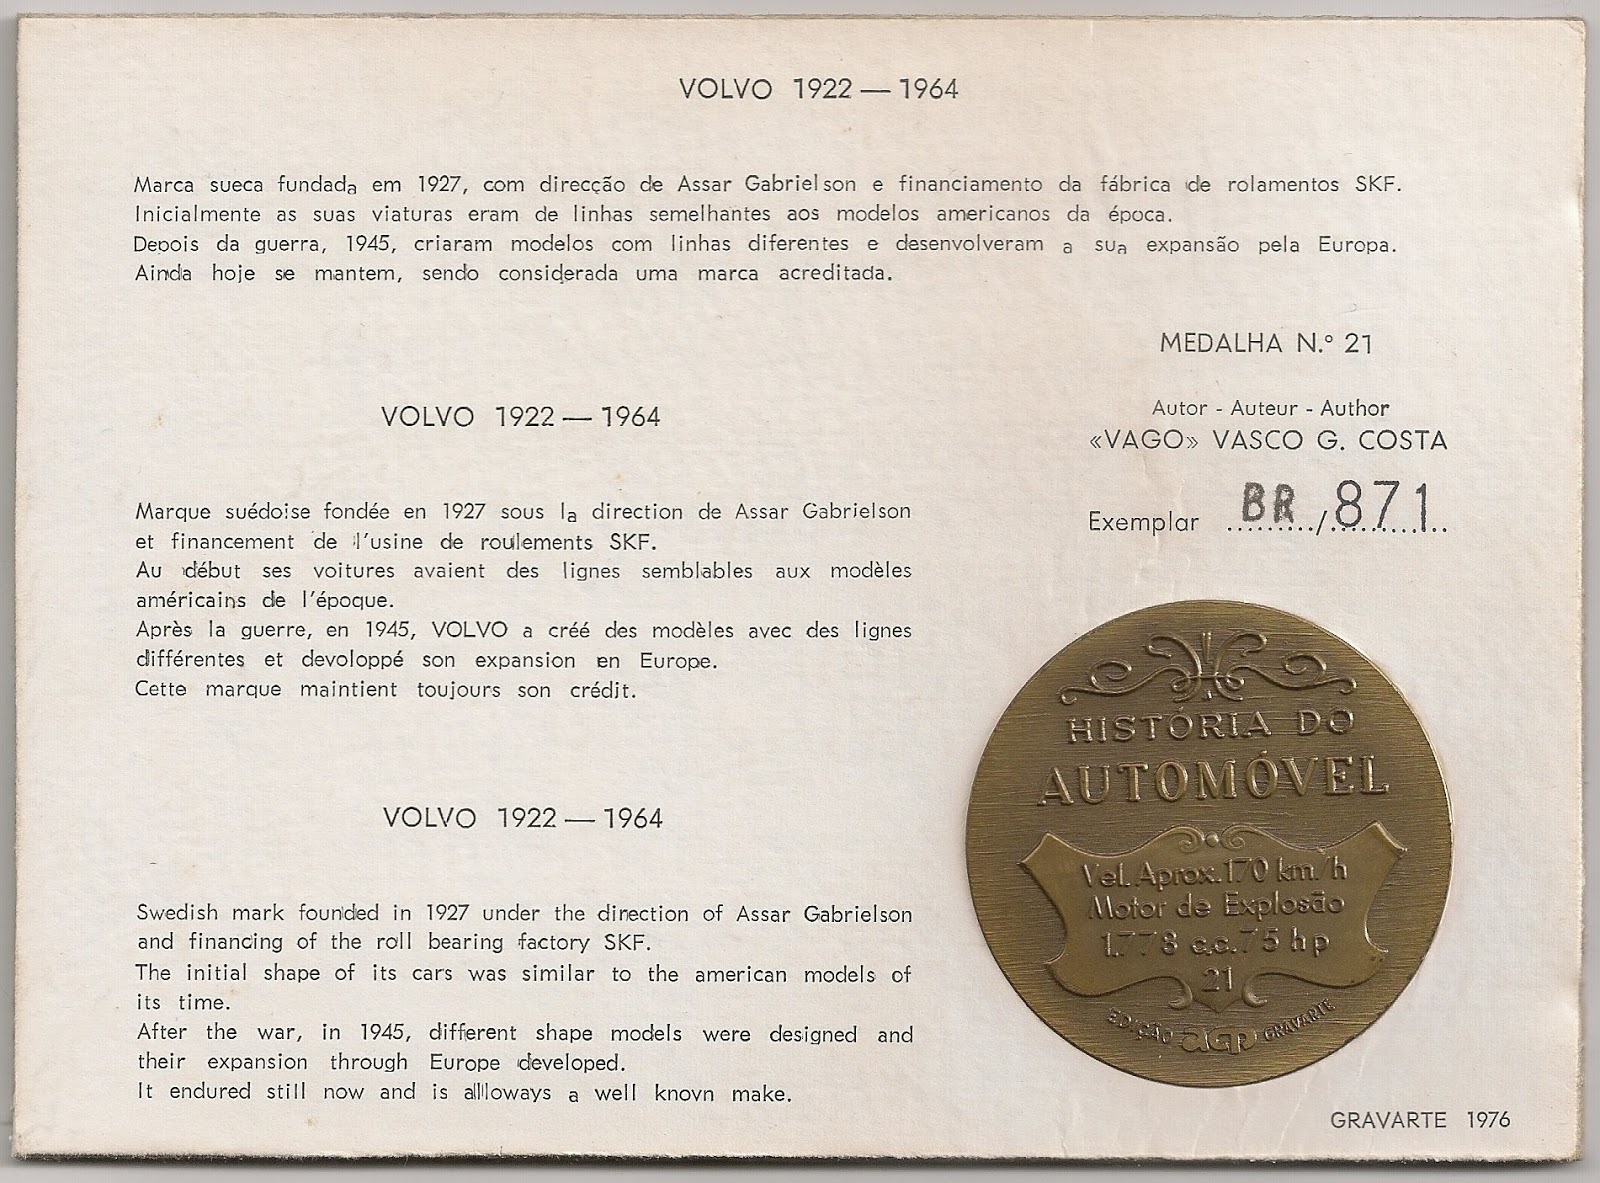 VOLVO 1922 — 1964
Marca sueca fundada em 1927, com direcção de Assar Gabrielson e financiamento da fábrica de rolamentos SKF.
Inicialmente as suas viaturas eram de linhas semelhantes aos modelos americanos da época.
Depois da guerra, 1945, criaram modelos com linhas diferentes e desenvolveram a sua expansão pela Europa.
Ainda hoje se mantem, sendo considerada uma marca acreditada.
VOLVO 1922 — 1964
Marque suédoise fondée en 1927 sous la direction de Assar Gabrielson
et financement de l'usine de roulements SKF.
Au début ses voitures avaient des lignes semblables aux modèles
américains de l'époque.
Après la guerre, en 1945, VOLVO a créé des modèles avec des lignes
différentes et devoloppé son expansion en Europe.
Cette marque maintient toujours son crédit.
VOLVO 1922 — 1964
Swedish mark founded in 1927 under the direction of Assar Gabrielson
and financing of the roll bearing factory SKF.
The initial shape of its cars was similar to the american models of
its time.
After the war, in 1945, different shape models were designed and
their expansion through Europe developed.
It endured still now and is allloways a well knovn make.
MEDALHA N.º 21
Autor - Auteur - Author
«VAGO» VASCO G. COSTA
Exemplar BR / 871
HISTÓRIA DO
AUTOMÓVEL
Vel. Aprox. 170 km/h
Motor de Explosão
1.778 c.c. 75 hp
21
EDIÇÃO acp GRAVARTE
GRAVARTE 1976